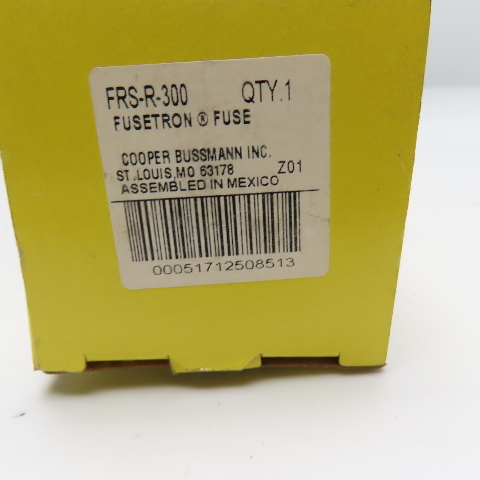 FRS-R-300 QTY.1
FUSETRON ® FUSE
COOPER BUSSMANN INC.
ST.LOUIS,MO 63178 Z01
ASSEMBLED IN MEXICO
00051712508513